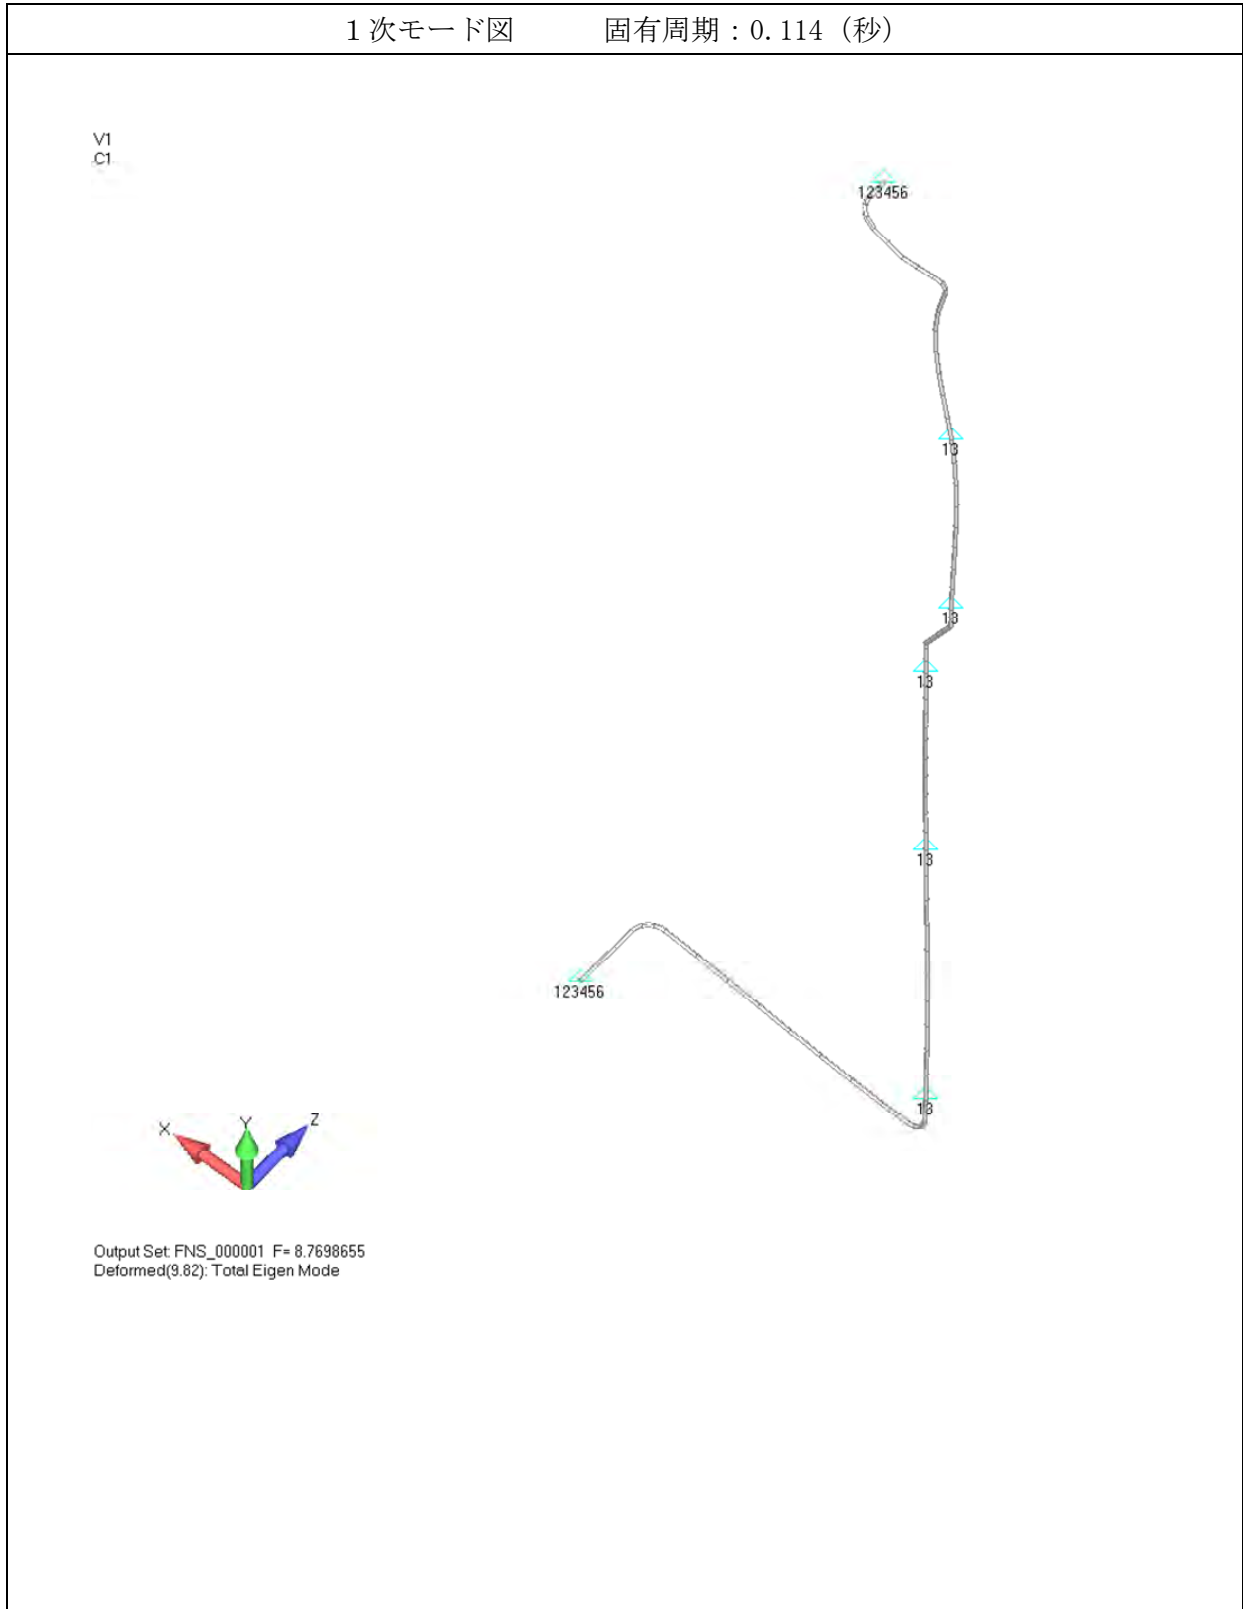 １次モード図　　　固有周期：0.114（秒）
V1
C1
123456
13
13
13
13
123456
13
X Y Z
Output Set: FNS_000001 F= 8.7698655
Deformed(9.82): Total Eigen Mode